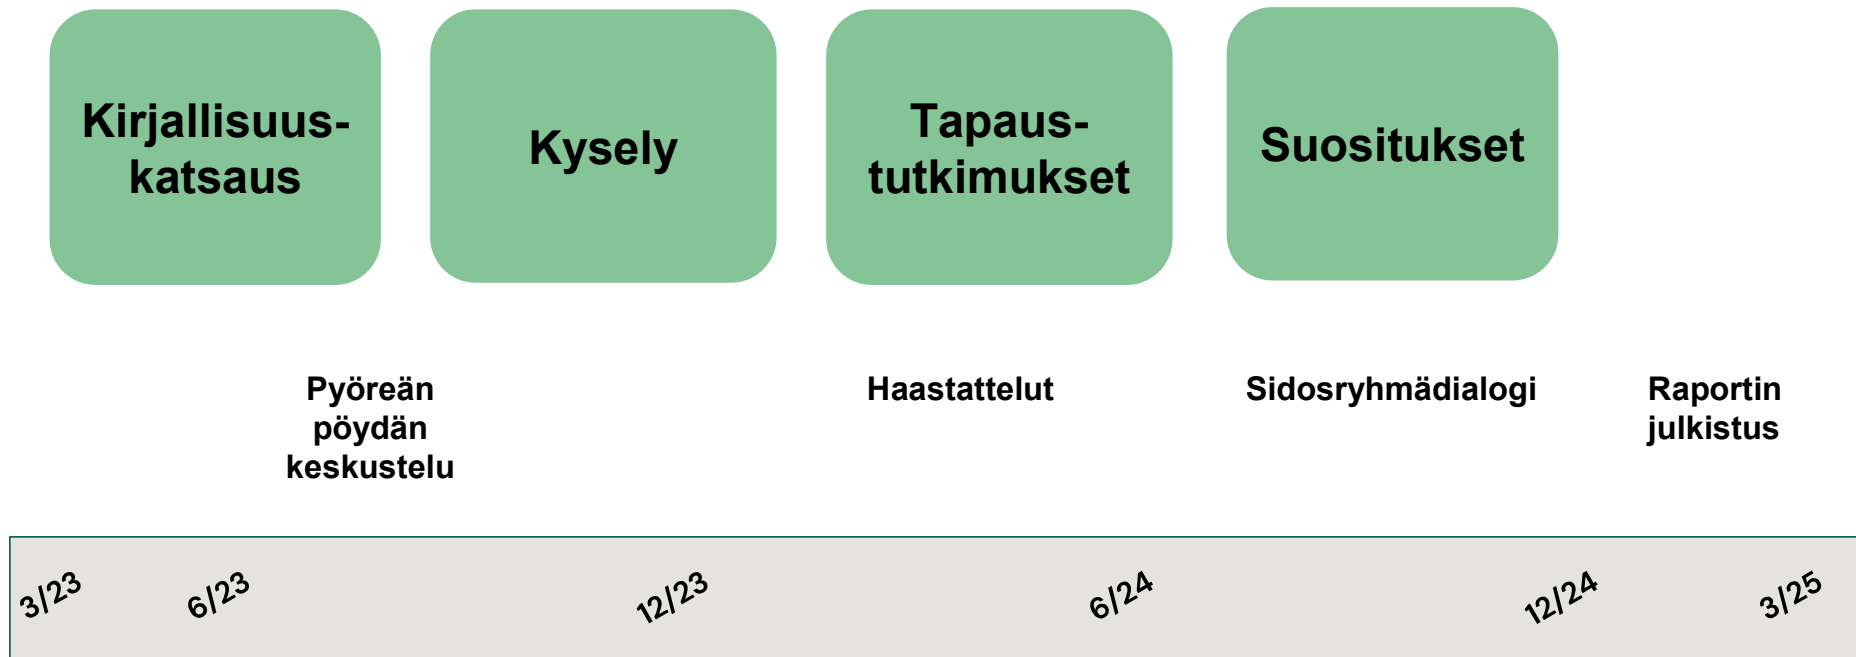 Kirjallisuus-
katsaus
Kysely
Tapaus-
tutkimukset
Suositukset
Pyöreän
pöydän
keskustelu
Haastattelut
Sidosryhmädialogi
Raportin
julkistus
3/23
6/23
12/23
6/24
12/24
3/25